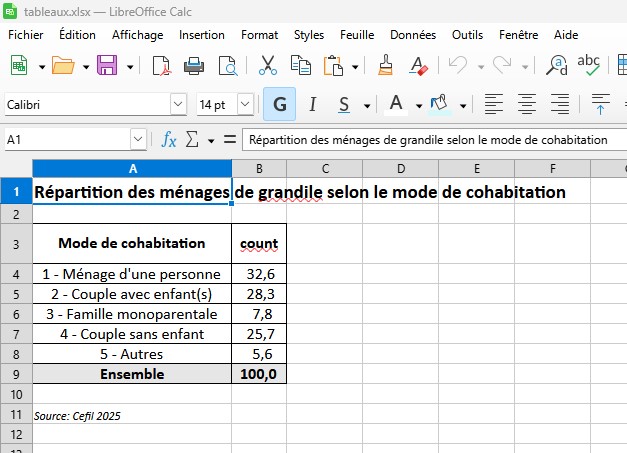 tableaux.xlsx — LibreOffice Calc
Fichier Édition Affichage Insertion Format Styles Feuille Données Outils Fenêtre Aide
abc
Calibri 14 pt G I S A
A1 fx Σ = Répartition des ménages de grandile selon le mode de cohabitation
A B C D E F
1 Répartition des ménages de grandile selon le mode de cohabitation
2
3 Mode de cohabitation count
4 1 - Ménage d'une personne 32,6
5 2 - Couple avec enfant(s) 28,3
6 3 - Famille monoparentale 7,8
7 4 - Couple sans enfant 25,7
8 5 - Autres 5,6
9 Ensemble 100,0
10
11 Source: Cefil 2025
12